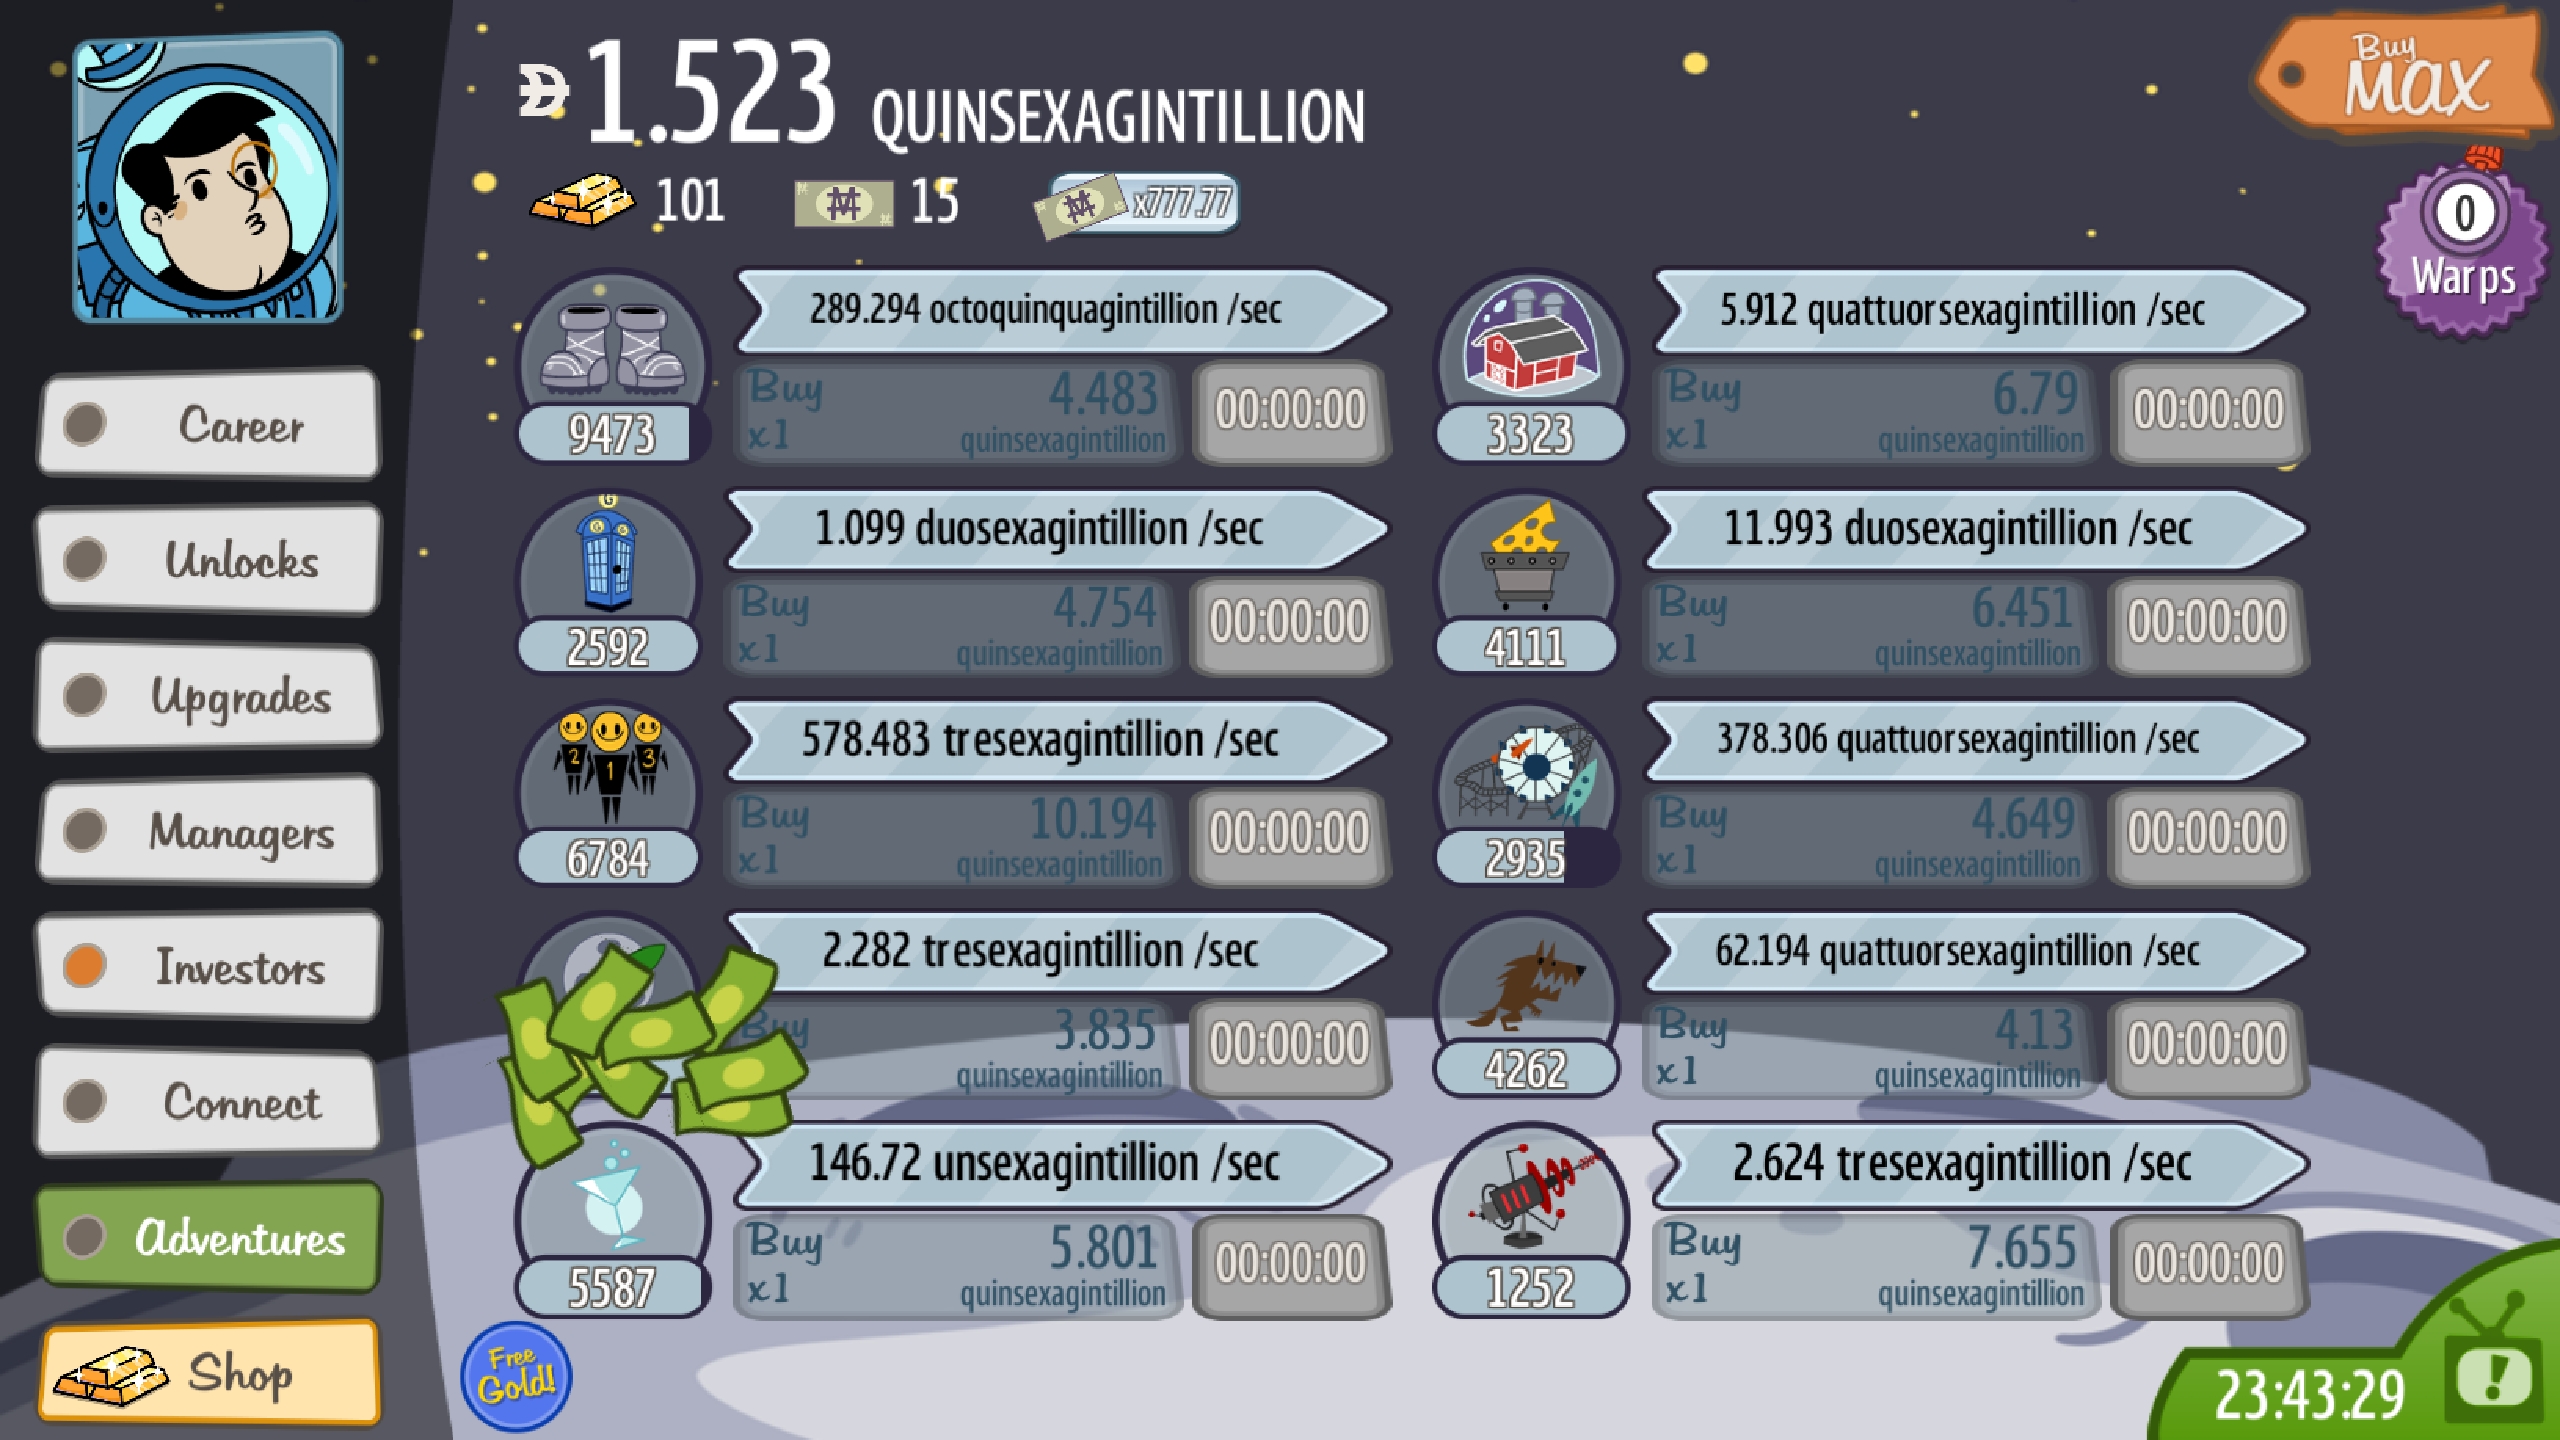 1.523 QUINSEXAGINTILLION
101 15 x777.77
Buy
MAX
0
Warps
Career
Unlocks
Upgrades
Managers
Investors
Connect
Adventures
Shop
289.294 octoquinquagintillion /sec
Buy 4.483
x1 quinsexagintillion
00:00:00
9473
5.912 quattuorsexagintillion /sec
Buy 6.79
x1 quinsexagintillion
00:00:00
3323
1.099 duosexagintillion /sec
Buy 4.754
x1 quinsexagintillion
00:00:00
2592
11.993 duosexagintillion /sec
Buy 6.451
x1 quinsexagintillion
00:00:00
4111
578.483 tresexagintillion /sec
2 1 3
Buy 10.194
x1 quinsexagintillion
00:00:00
6784
378.306 quattuorsexagintillion /sec
Buy 4.649
x1 quinsexagintillion
00:00:00
2935
2.282 tresexagintillion /sec
Buy 3.835
quinsexagintillion
00:00:00
62.194 quattuorsexagintillion /sec
Buy 4.13
x1 quinsexagintillion
00:00:00
4262
146.72 unsexagintillion /sec
Buy 5.801
x1 quinsexagintillion
00:00:00
5587
2.624 tresexagintillion /sec
Buy 7.655
x1 quinsexagintillion
00:00:00
1252
Free
Gold!
23:43:29
!